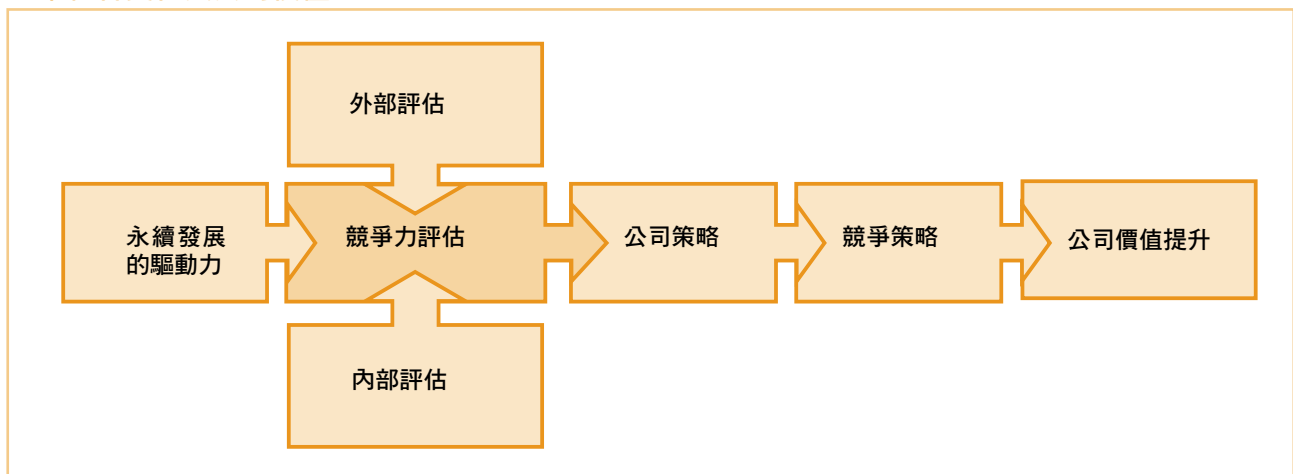 外部評估
永續發展
的驅動力
競爭力評估
公司策略
競爭策略
公司價值提升
內部評估